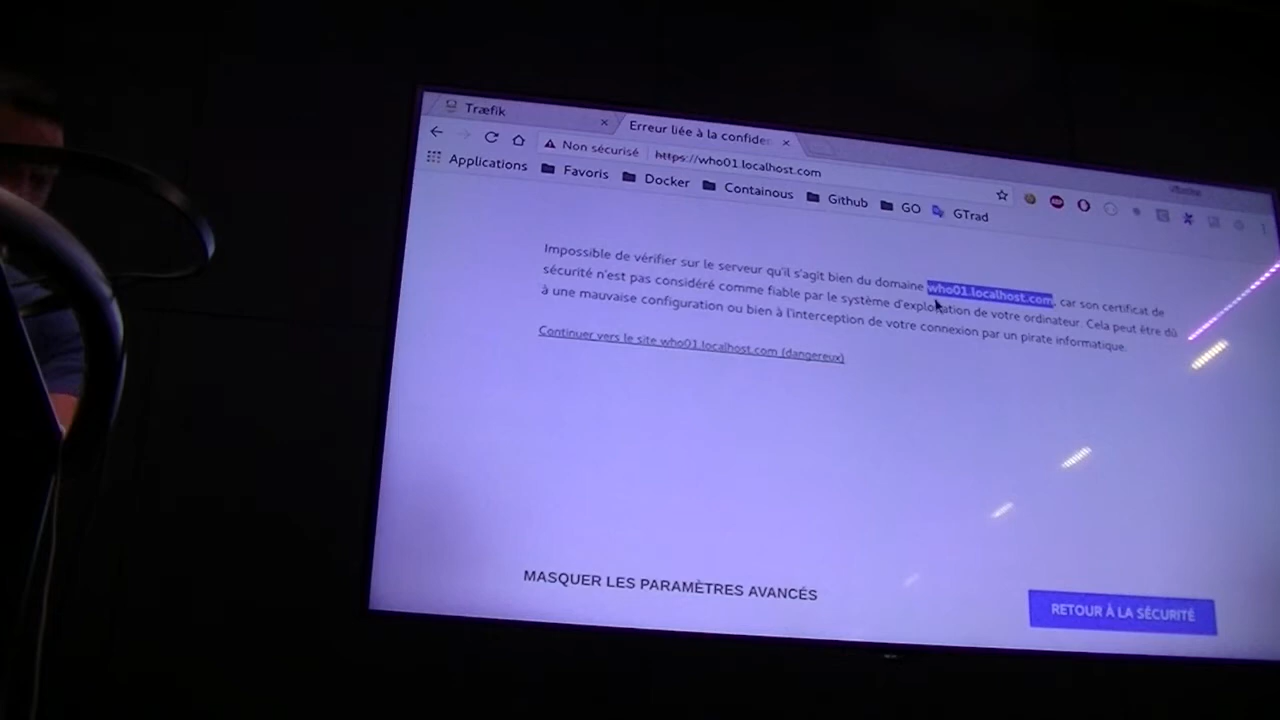 Træfik
Erreur liée à la confide
Non sécurisé
https://who01.localhost.com
Applications
Favoris
Docker
Containous
Github
GO
GTrad
Impossible de vérifier sur le serveur qu'il s'agit bien du domaine who01.localhost.com, car son certificat de
sécurité n'est pas considéré comme fiable par le système d'exploitation de votre ordinateur. Cela peut être dû
à une mauvaise configuration ou bien à l'interception de votre connexion par un pirate informatique.
Continuer vers le site who01.localhost.com (dangereux)
MASQUER LES PARAMÈTRES AVANCÉS
RETOUR À LA SÉCURITÉ